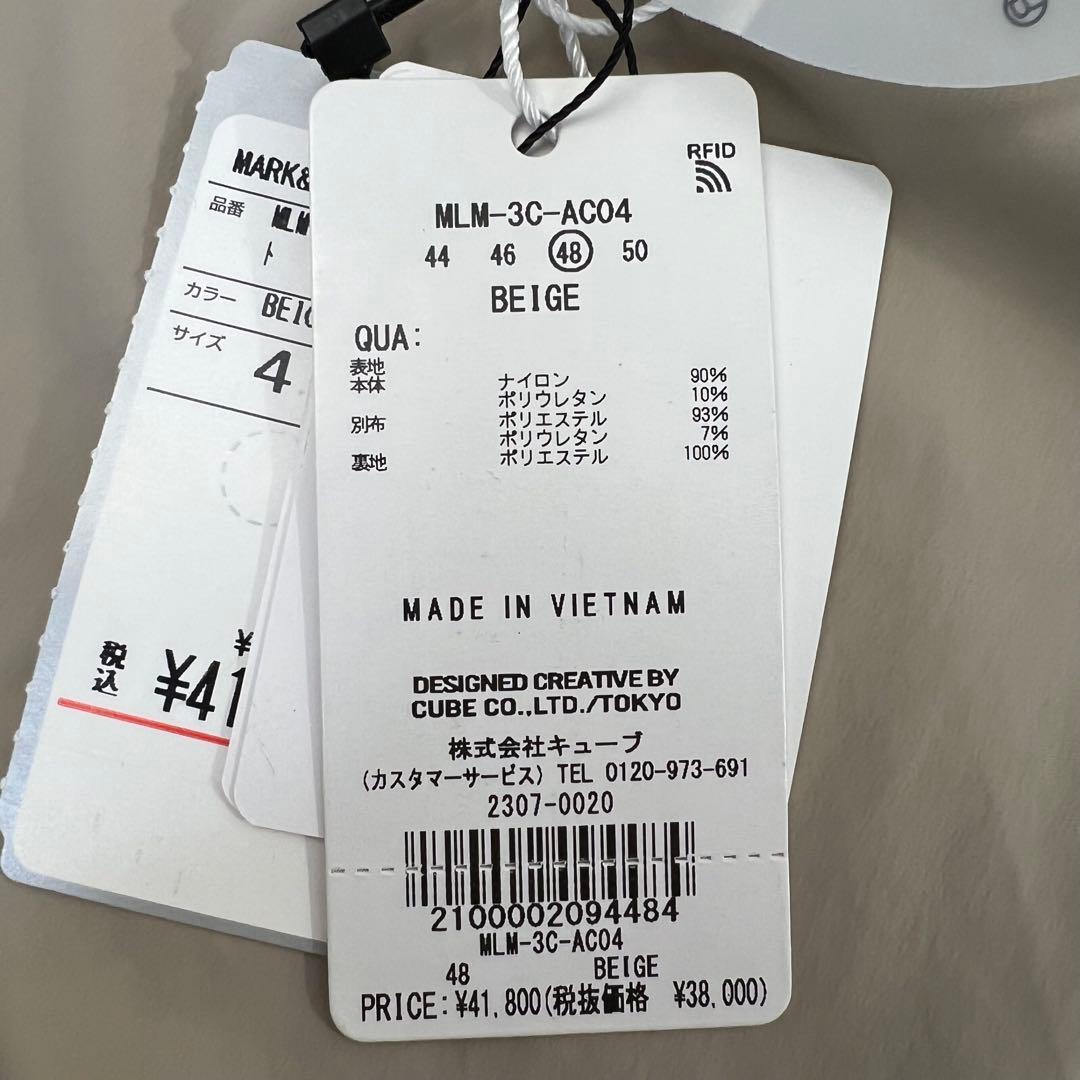 RFID
MLM-3C-AC04
44 46 48 50
BEIGE
QUA:
表地
本体 ナイロン 90%
ポリウレタン 10%
別布 ポリエステル 93%
ポリウレタン 7%
裏地 ポリエステル 100%
MADE IN VIETNAM
DESIGNED CREATIVE BY
CUBE CO.,LTD./TOKYO
株式会社キューブ
(カスタマーサービス) TEL 0120-973-691
2307-0020
2100002094484
MLM-3C-AC04
48 BEIGE
PRICE:¥41,800(税抜価格 ¥38,000)
MARK&
品番 MLM
ト
カラー BEIG
サイズ 4
¥
税込 ¥41